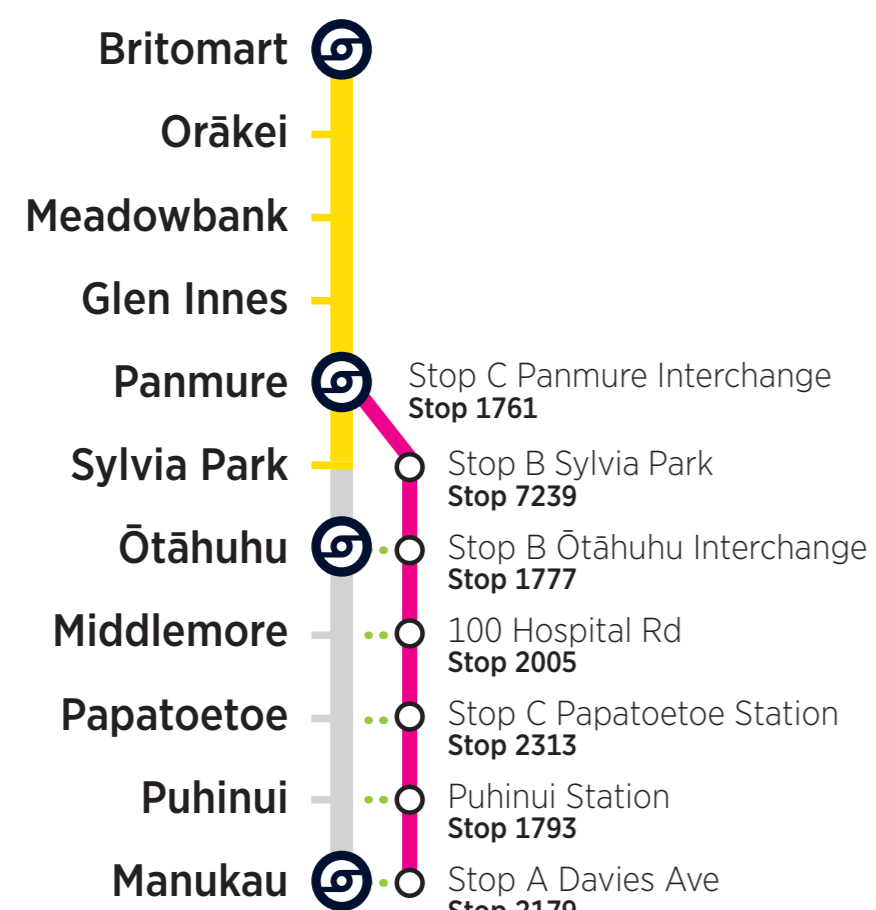 Britomart
Orākei
Meadowbank
Glen Innes
Panmure
Stop C Panmure Interchange
Stop 1761
Sylvia Park
Stop B Sylvia Park
Stop 7239
Ōtāhuhu
Stop B Ōtāhuhu Interchange
Stop 1777
Middlemore
100 Hospital Rd
Stop 2005
Papatoetoe
Stop C Papatoetoe Station
Stop 2313
Puhinui
Puhinui Station
Stop 1793
Manukau
Stop A Davies Ave
Stop 2179